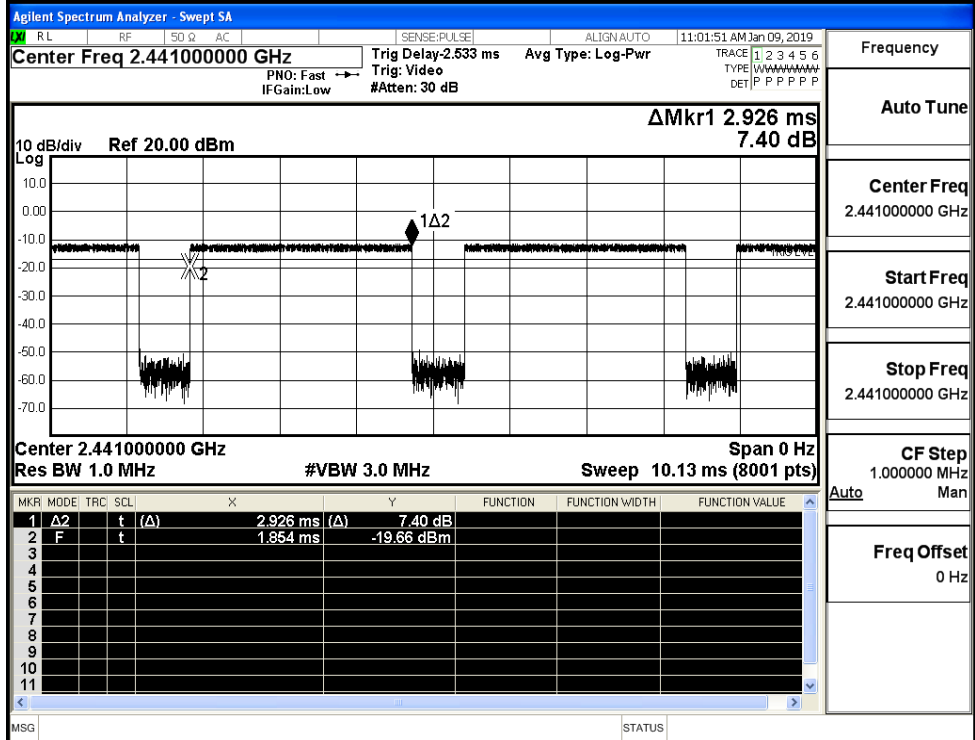 Agilent Spectrum Analyzer - Swept SA
LXI RL RF 50 Ω AC SENSE:PULSE ALIGN AUTO 11:01:51 AM Jan 09, 2019
Center Freq 2.441000000 GHz
PNO: Fast
IFGain:Low
Trig Delay-2.533 ms
Trig: Video
#Atten: 30 dB
Avg Type: Log-Pwr
TRACE 1 2 3 4 5 6
TYPE WWWWWW
DET P P P P P P
ΔMkr1 2.926 ms
7.40 dB
10 dB/div Ref 20.00 dBm
Log
10.0
0.00
-10.0
-20.0
-30.0
-40.0
-50.0
-60.0
-70.0
1Δ2
2
Center 2.441000000 GHz Span 0 Hz
Res BW 1.0 MHz #VBW 3.0 MHz Sweep 10.13 ms (8001 pts)
MKR MODE TRC SCL X Y FUNCTION FUNCTION WIDTH FUNCTION VALUE
1 Δ2 t (Δ) 2.926 ms (Δ) 7.40 dB
2 F t 1.854 ms -19.66 dBm
3
4
5
6
7
8
9
10
11
MSG STATUS
Frequency
Auto Tune
Center Freq
2.441000000 GHz
Start Freq
2.441000000 GHz
Stop Freq
2.441000000 GHz
CF Step
1.000000 MHz
Auto Man
Freq Offset
0 Hz